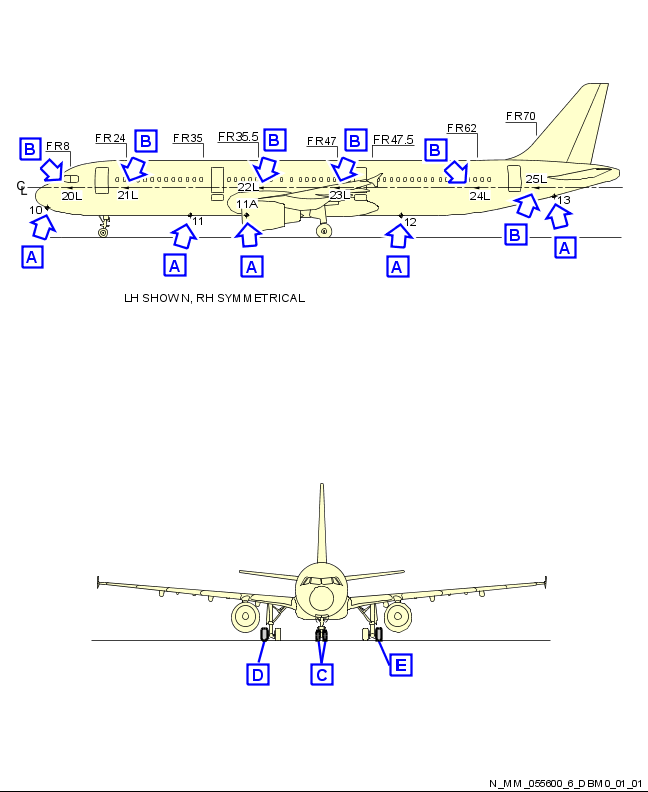 FR70
FR62
FR24 B FR35 FR35.5 B FR47 B FR47.5
B FR8 B
CL 20L 21L 22L 23L 24L 25L
10 11 11A 12 13
A A A A B A
LH SHOWN, RH SYMMETRICAL
D C E
N_MM_055600_6_DBM0_01_01